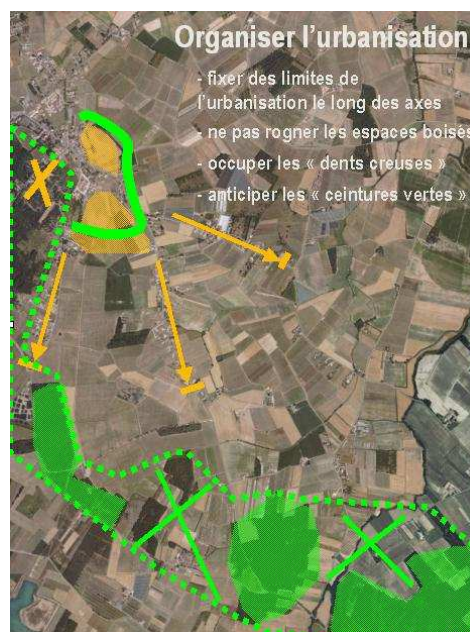 Organiser l'urbanisation
- fixer des limites de
l'urbanisation le long des axes
- ne pas rogner les espaces boisés
- occuper les « dents creuses »
- anticiper les « ceintures vertes »